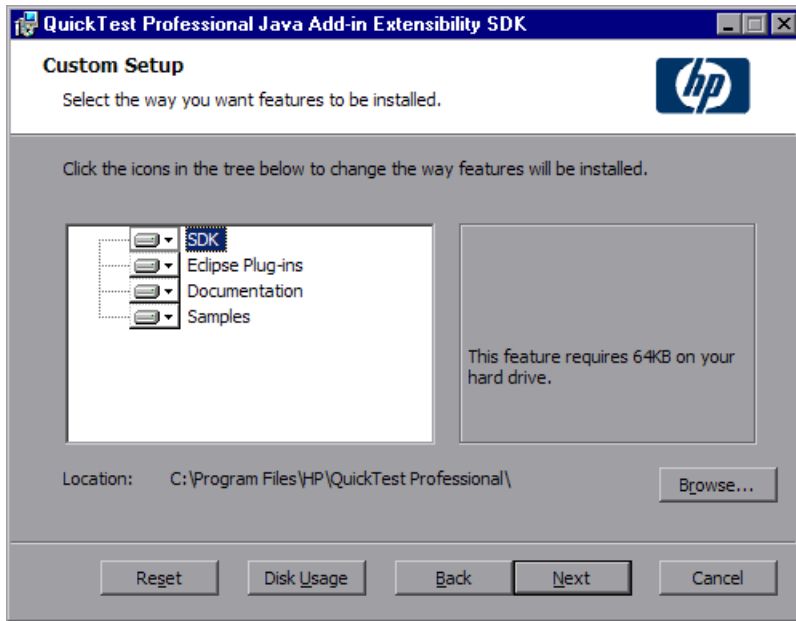 QuickTest Professional Java Add-in Extensibility SDK
Custom Setup
Select the way you want features to be installed.
hp
Click the icons in the tree below to change the way features will be installed.
SDK
Eclipse Plug-ins
Documentation
Samples
This feature requires 64KB on your
hard drive.
Location: C:\Program Files\HP\QuickTest Professional\
Browse...
Reset Disk Usage Back Next Cancel